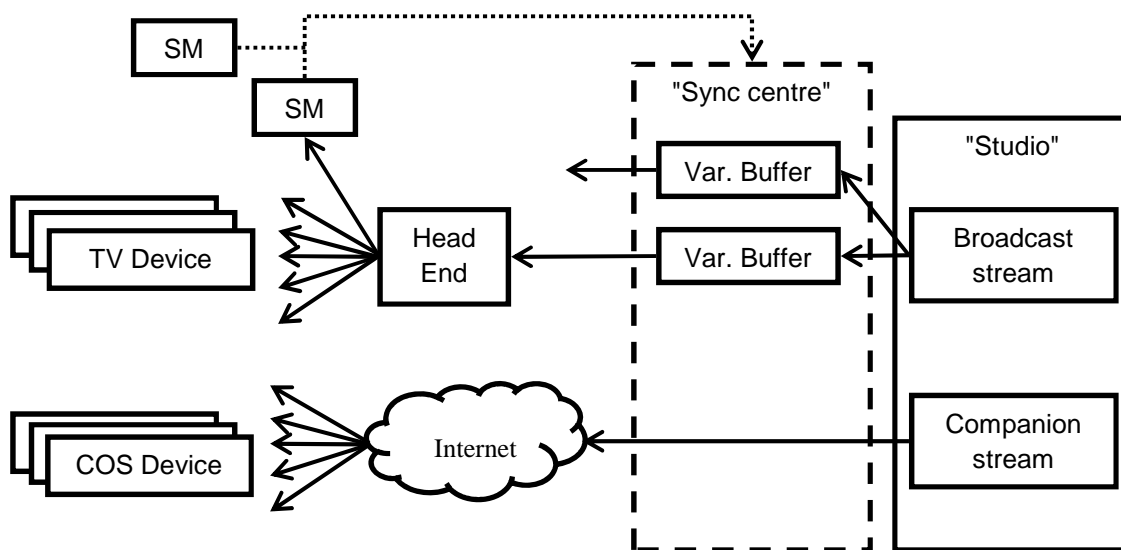 SM
SM
"Sync centre"
"Studio"
Var. Buffer
Head
End
Var. Buffer
Broadcast
stream
TV Device
Companion
stream
Internet
COS Device